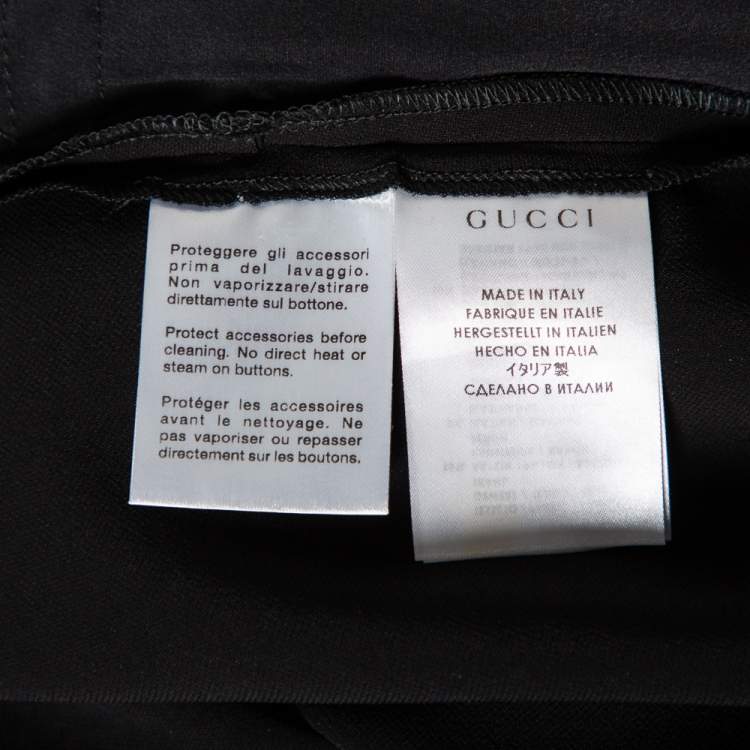 Proteggere gli accessori
prima del lavaggio.
Non vaporizzare/stirare
direttamente sul bottone.
Protect accessories before
cleaning. No direct heat or
steam on buttons.
Protéger les accessoires
avant le nettoyage. Ne
pas vaporiser ou repasser
directement sur les boutons.
GUCCI
MADE IN ITALY
FABRIQUE EN ITALIE
HERGESTELLT IN ITALIEN
HECHO EN ITALIA
イタリア製
СДЕЛАНО В ИТАЛИИ